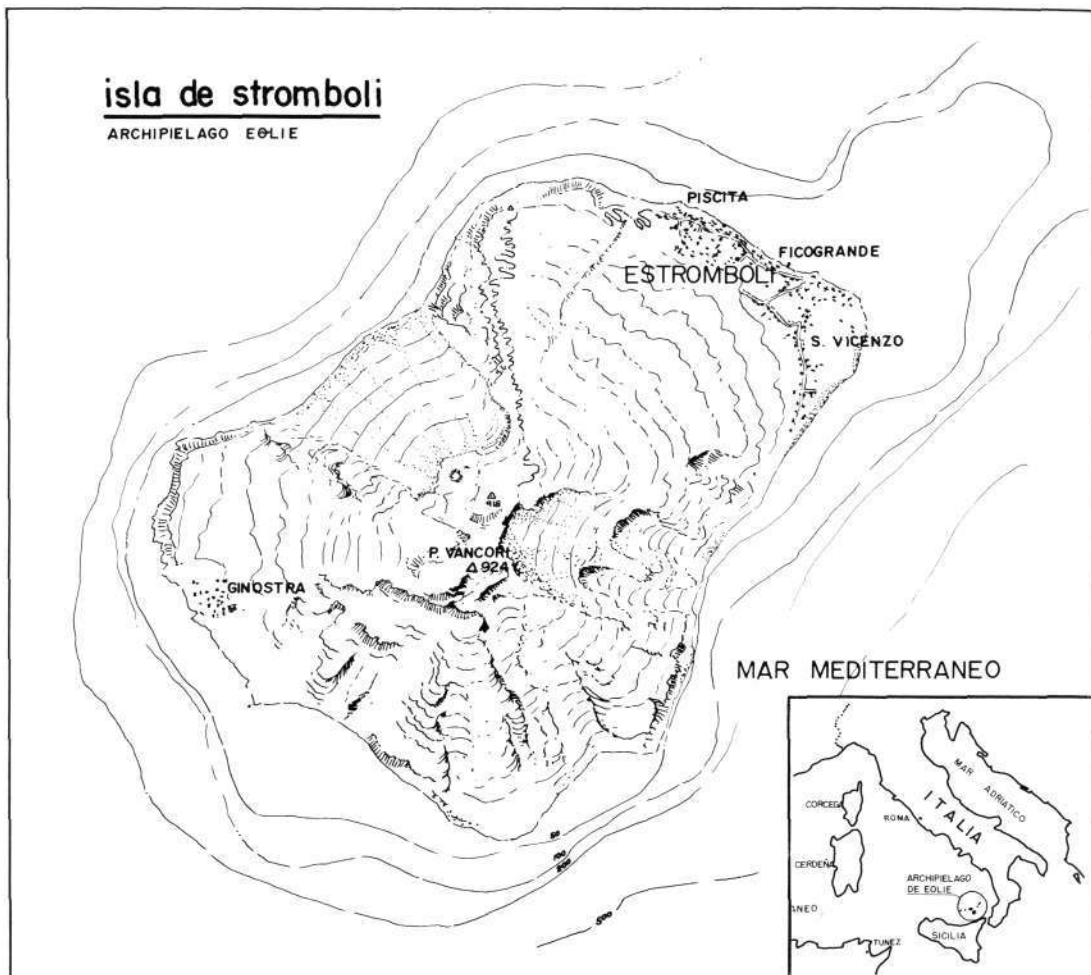 isla de stromboli
ARCHIPIELAGO EOLIE
PISCITA
FICOGRANDE
ESTROMBOLI
S. VICENZO
918
P. VANCORI
924
GINOSTRA
MAR MEDITERRANEO
50
100
200
500
MAR ADRIATICO
CORCEGA
ROMA
ITALIA
CERDEÑA
ARCHIPIELAGO
DE EOLIE
ANEO
SICILIA
TUNEZ